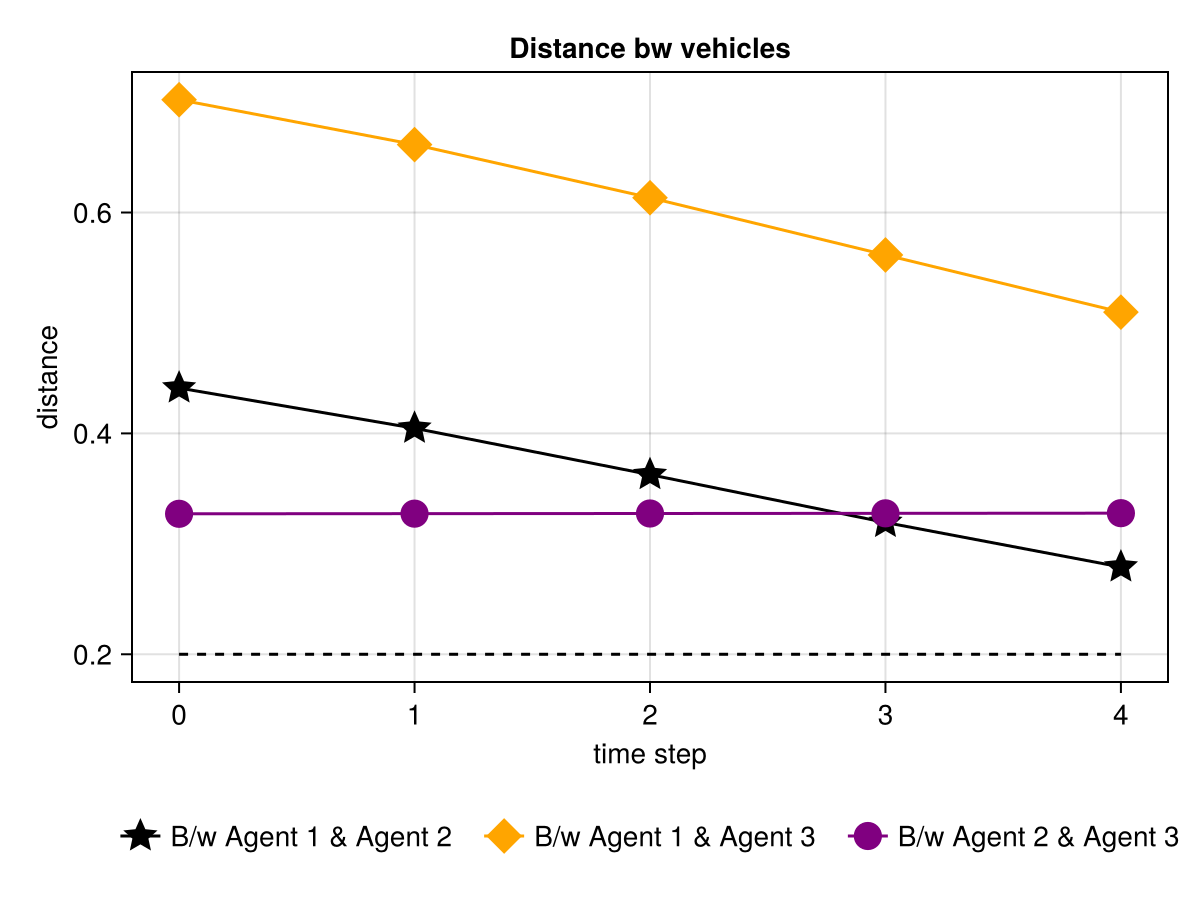 Distance bw vehicles
distance
0.6
0.4
0.2
0 1 2 3 4
time step
B/w Agent 1 & Agent 2 B/w Agent 1 & Agent 3 B/w Agent 2 & Agent 3